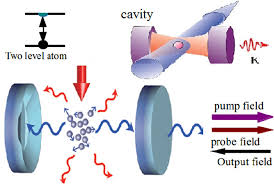 cavity
Two level atom
κ
pump field
probe field
Output field